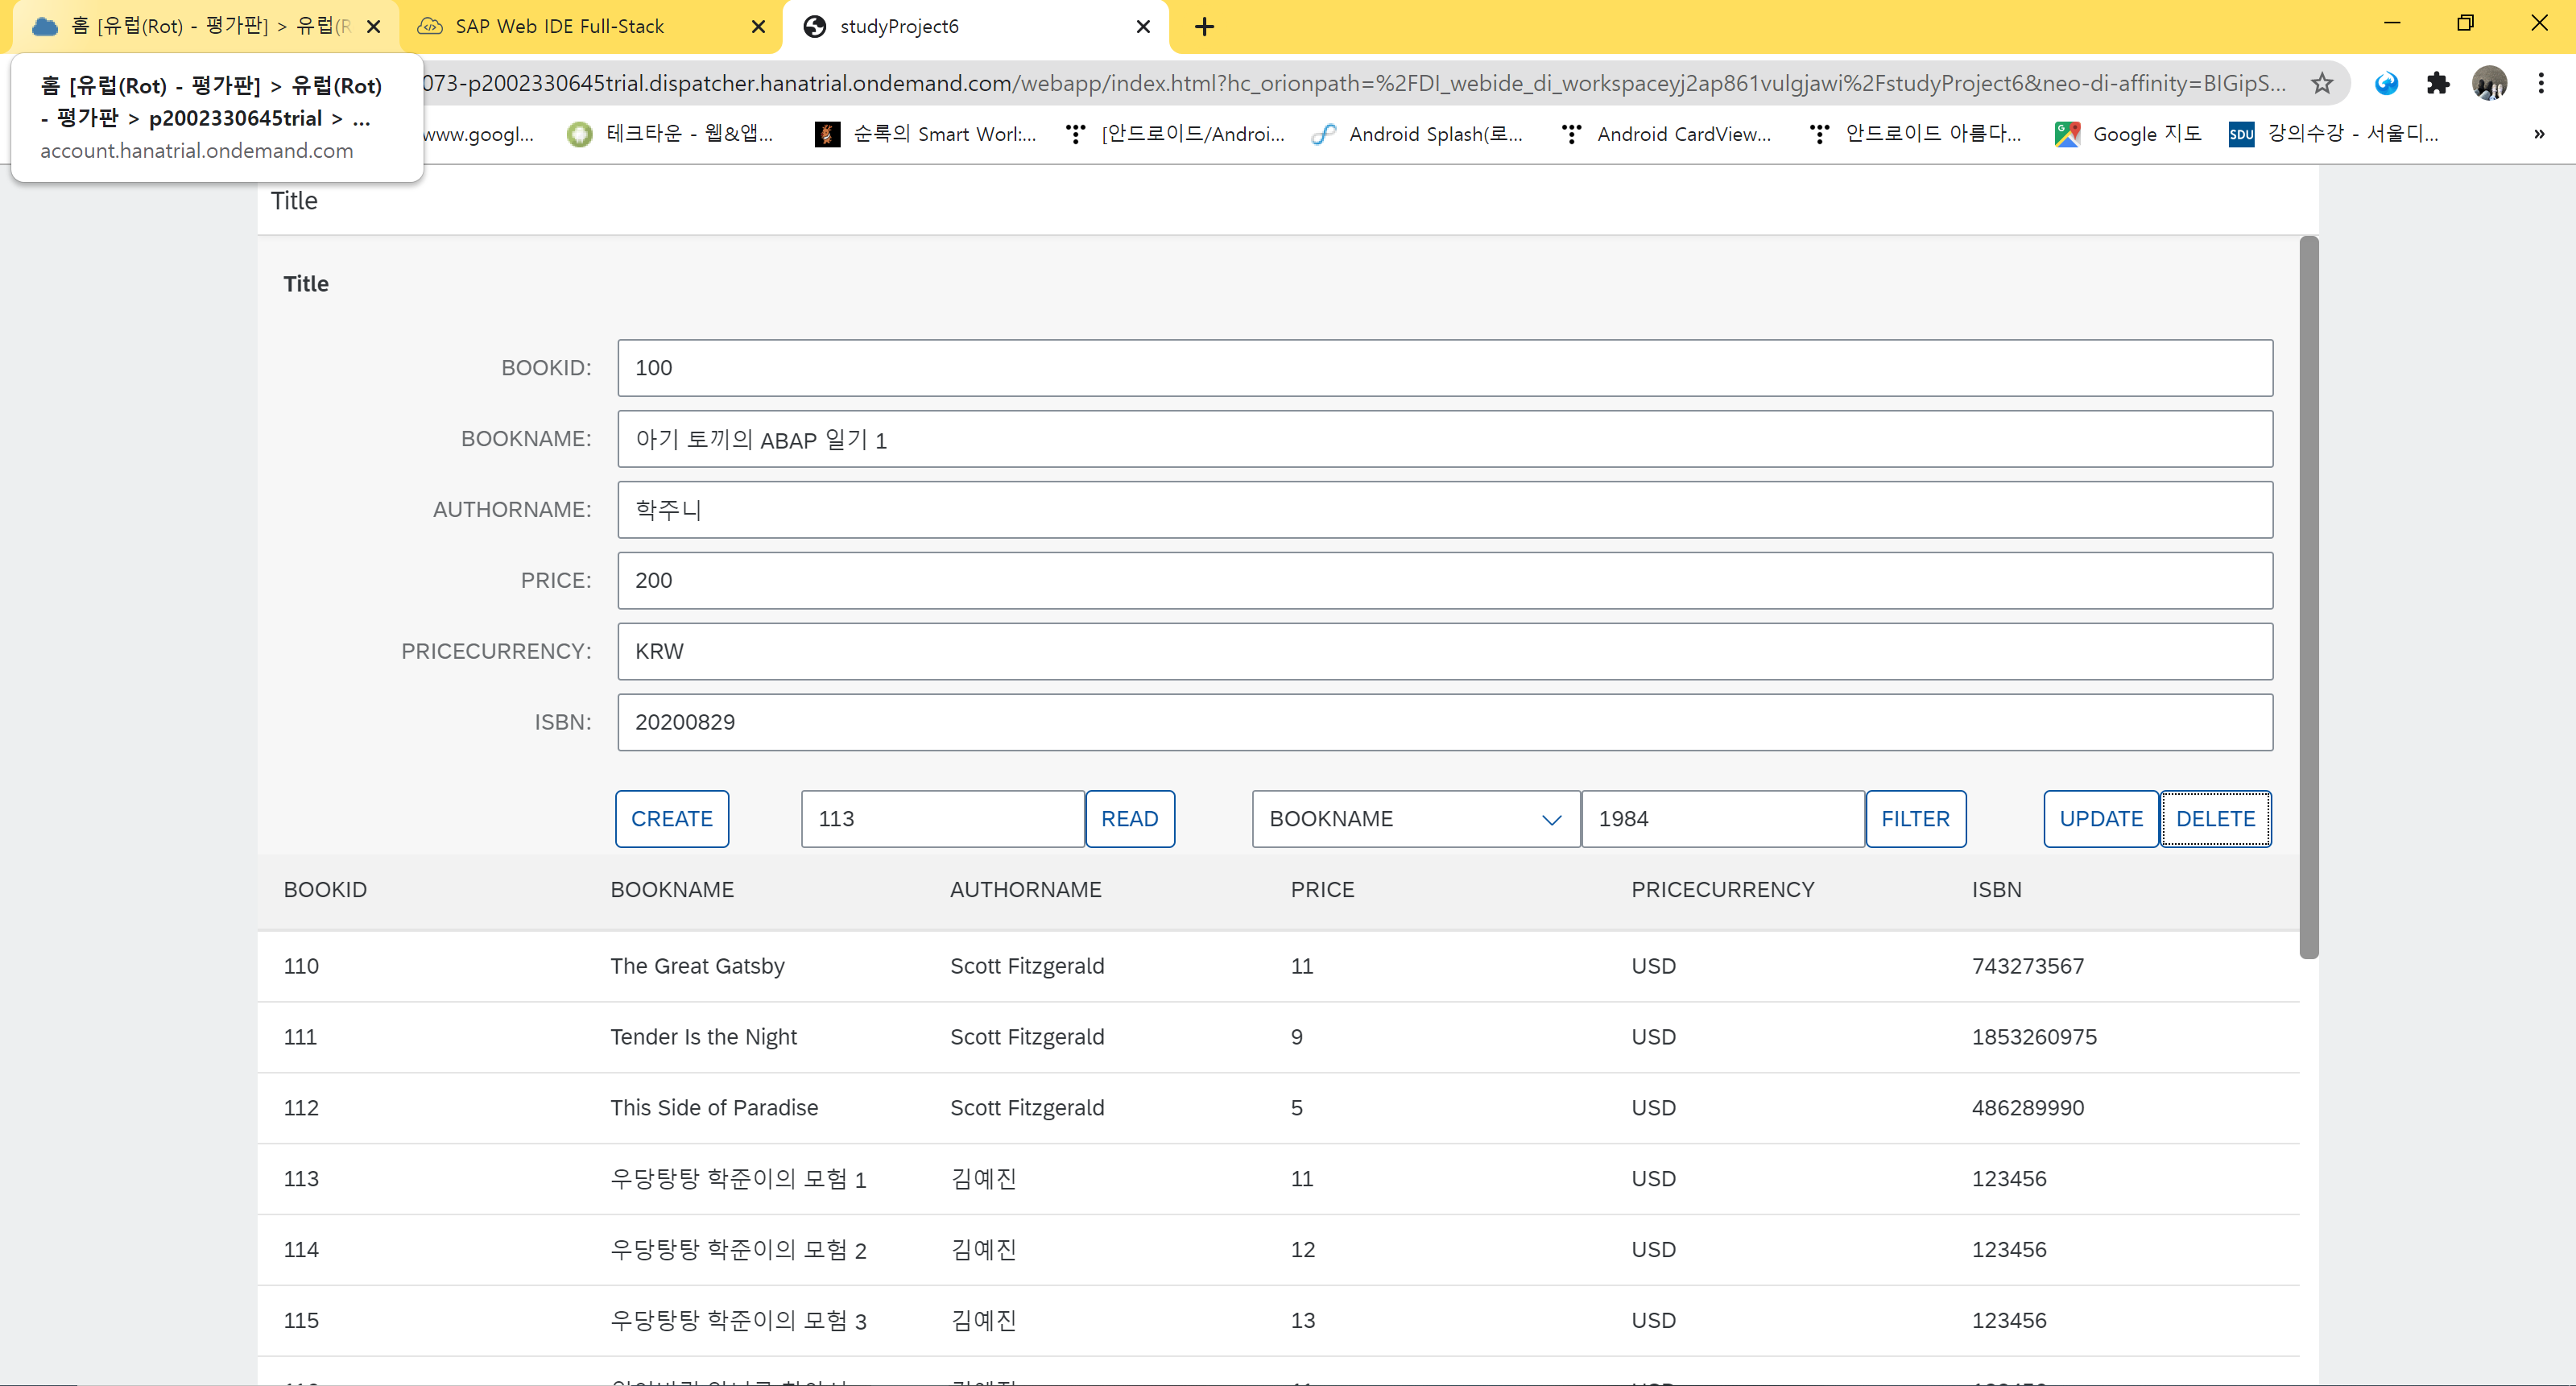 홈 [유럽(Rot) - 평가판] > 유럽(R
SAP Web IDE Full-Stack
studyProject6
홈 [유럽(Rot) - 평가판] > 유럽(Rot)
- 평가판 > p2002330645trial > ...
account.hanatrial.ondemand.com
073-p2002330645trial.dispatcher.hanatrial.ondemand.com/webapp/index.html?hc_orionpath=%2FDI_webide_di_workspaceyj2ap861vulgjawi%2FstudyProject6&neo-di-affinity=BIGipS...
www.googl...
테크타운 - 웹&앱...
순록의 Smart Worl:...
[안드로이드/Androi...
Android Splash(로...
Android CardView...
안드로이드 아름다...
Google 지도
SDU
강의수강 - 서울디...
»
Title
Title
BOOKID: 100
BOOKNAME: 아기 토끼의 ABAP 일기 1
AUTHORNAME: 학주니
PRICE: 200
PRICECURRENCY: KRW
ISBN: 20200829
CREATE 113 READ BOOKNAME 1984 FILTER UPDATE DELETE
BOOKID BOOKNAME AUTHORNAME PRICE PRICECURRENCY ISBN
110 The Great Gatsby Scott Fitzgerald 11 USD 743273567
111 Tender Is the Night Scott Fitzgerald 9 USD 1853260975
112 This Side of Paradise Scott Fitzgerald 5 USD 486289990
113 우당탕탕 학준이의 모험 1 김예진 11 USD 123456
114 우당탕탕 학준이의 모험 2 김예진 12 USD 123456
115 우당탕탕 학준이의 모험 3 김예진 13 USD 123456